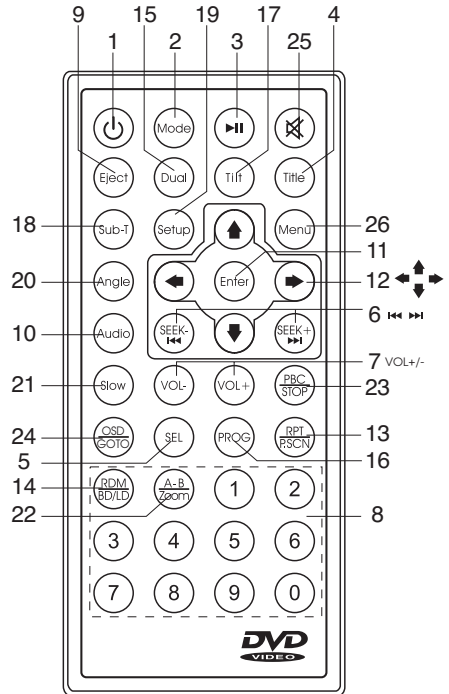 9 15 19 17 4
1 2 3 25
Mode
Eject Dual Tilt Title
18 Sub-T Setup Menu 26
11
20 Angle Enter 12
6
10 Audio SEEK- SEEK+
7 VOL+/-
21 Slow VOL- VOL+ PBC STOP 23
24 OSD GOTO SEL PROG RPT P.SCN 13
5 16
14 RDM BD/LD A-B Zoom 1 2
22 8
3 4 5 6
7 8 9 0
DVD
VIDEO